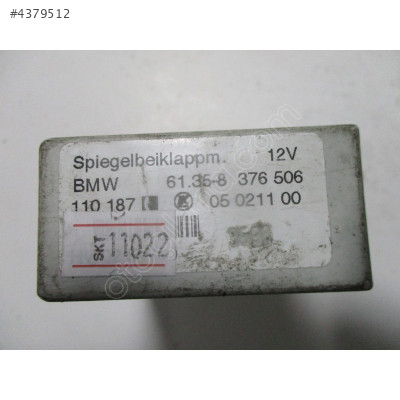 #4379512
Spiegelbeiklappm. 12V
BMW 61.35-8 376 506
110 187 05 0211 00
SKT 11022